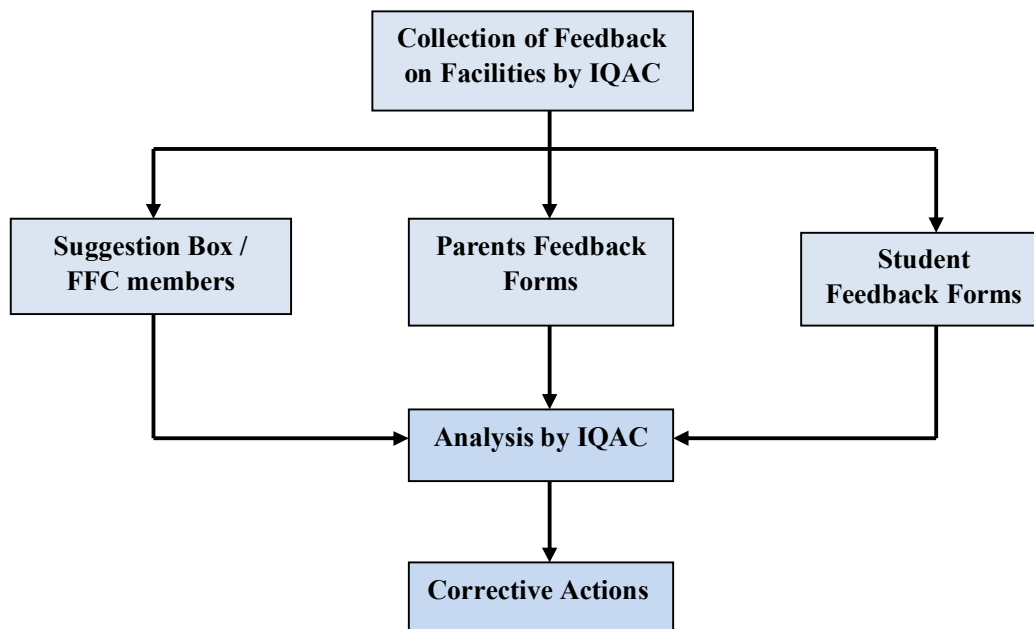 Collection of Feedback
on Facilities by IQAC
Suggestion Box /
FFC members
Parents Feedback
Forms
Student
Feedback Forms
Analysis by IQAC
Corrective Actions